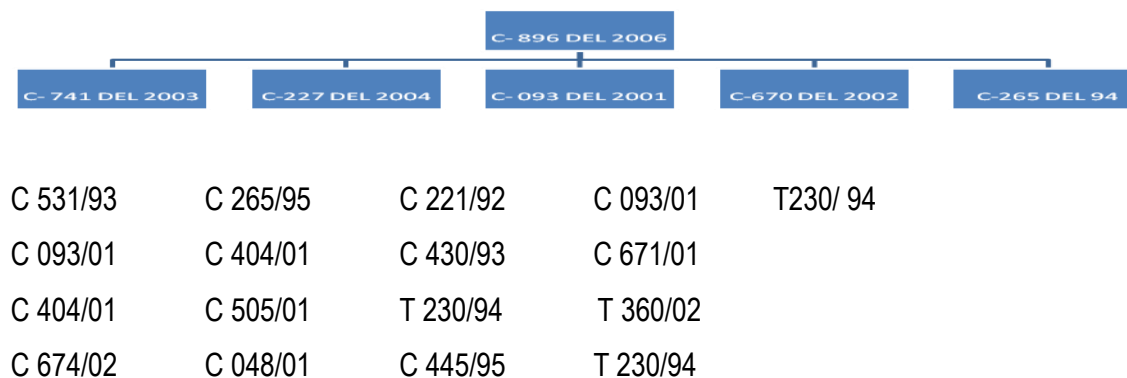 C- 896 DEL 2006
C- 741 DEL 2003 C-227 DEL 2004 C- 093 DEL 2001 C-670 DEL 2002 C-265 DEL 94
C 531/93 C 265/95 C 221/92 C 093/01 T230/ 94
C 093/01 C 404/01 C 430/93 C 671/01
C 404/01 C 505/01 T 230/94 T 360/02
C 674/02 C 048/01 C 445/95 T 230/94